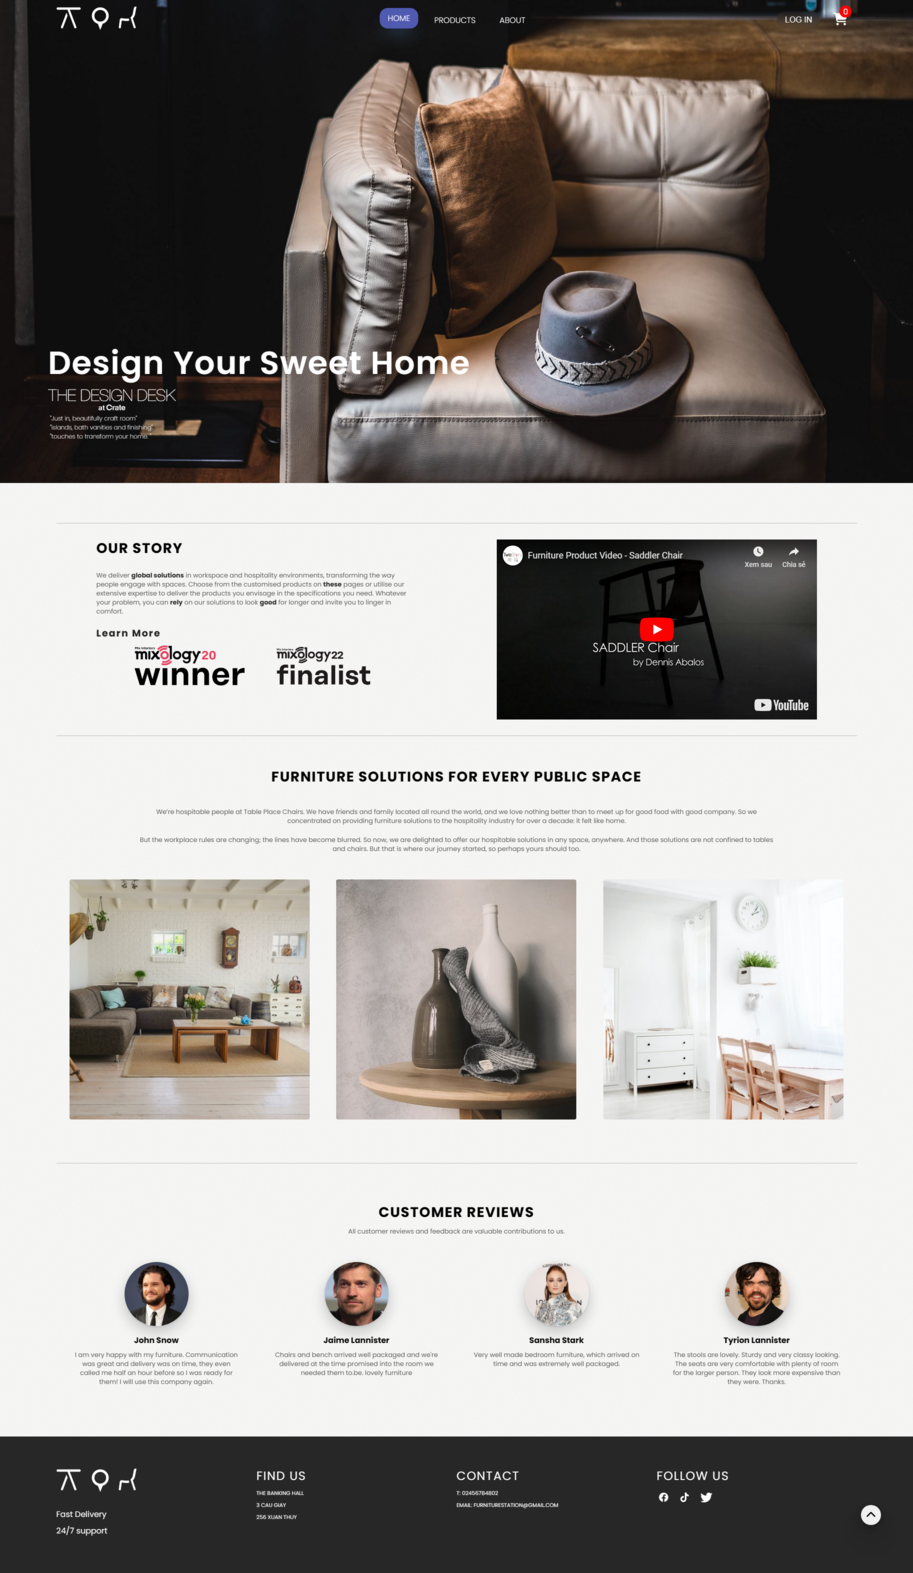 HOME
PRODUCTS
ABOUT
LOG IN
0
Design Your Sweet Home
THE DESIGN DESK
at Crate
"Just in, beautifully craft room"
"islands, bath vanities and finishing"
"touches to transform your home."
OUR STORY
We deliver global solutions in workspace and hospitality environments, transforming the way
people engage with spaces. Choose from the customised products on these pages or utilise our
extensive expertise to deliver the products you envisage in the specifications you need. Whatever
your problem, you can rely on our solutions to look good for longer and invite you to linger in
comfort.
Learn More
mixology20
winner
mixology22
finalist
Furniture Product Video - Saddler Chair
Xem sau
Chia sẻ
SADDLER Chair
by Dennis Abalos
YouTube
FURNITURE SOLUTIONS FOR EVERY PUBLIC SPACE
We're hospitable people at Table Place Chairs. We have friends and family located all round the world, and we love nothing better than to meet up for good food with good company. So we
concentrated on providing furniture solutions to the hospitality industry for over a decade: it felt like home.
But the workplace rules are changing; the lines have become blurred. So now, we are delighted to offer our hospitable solutions in any space, anywhere. And those solutions are not confined to tables
and chairs. But that is where our journey started, so perhaps yours should too.
CUSTOMER REVIEWS
All customer reviews and feedback are valuable contributions to us.
John Snow
I am very happy with my furniture. Communication
was great and delivery was on time, they even
called me half an hour before so i was ready for
them! I will use this company again.
Jaime Lannister
Chairs and bench arrived well packaged and we're
delivered at the time promised into the room we
needed them to.be. lovely furniture
Sansha Stark
Very well made bedroom furniture, which arrived on
time and was extremely well packaged.
Tyrion Lannister
The stools are lovely. Sturdy and very classy looking.
The seats are very comfortable with plenty of room
for the larger person. They look more expensive than
they were. Thanks.
Fast Delivery
24/7 support
FIND US
THE BANKING HALL
3 CAU GIAY
256 XUAN THUY
CONTACT
T: 02456784802
EMAIL: FURNITURESTATION@GMAIL.COM
FOLLOW US